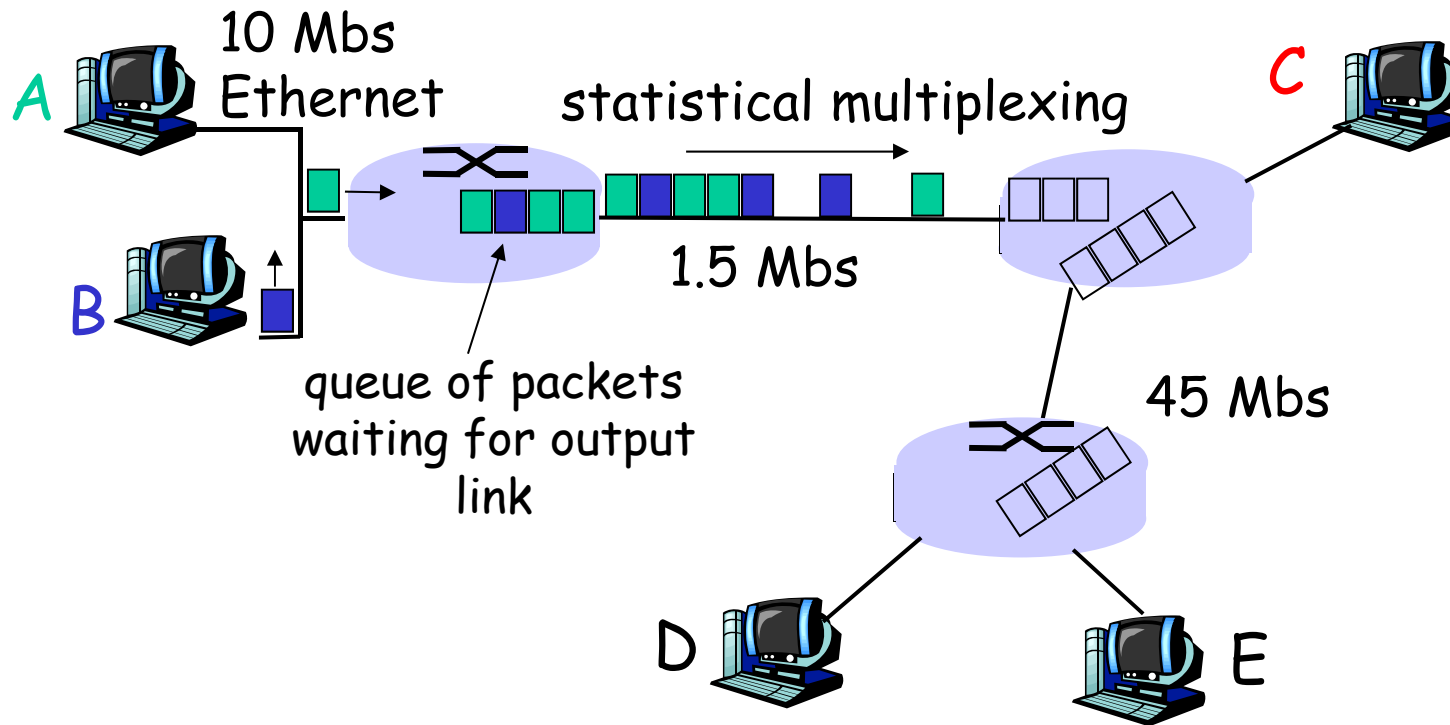 10 Mbs
Ethernet
A
statistical multiplexing
C
B
1.5 Mbs
queue of packets
waiting for output
link
45 Mbs
D
E